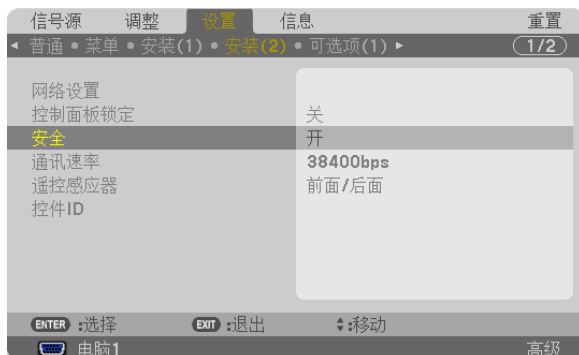 信号源 调整 设置 信息 重置
◂ 普通 • 菜单 • 安装(1) • 安装(2) • 可选项(1) ▸ 1/2
网络设置
控制面板锁定 关
安全 开
通讯速率 38400bps
遥控感应器 前面/后面
控件ID
ENTER :选择 EXIT :退出 :移动
电脑1 高级